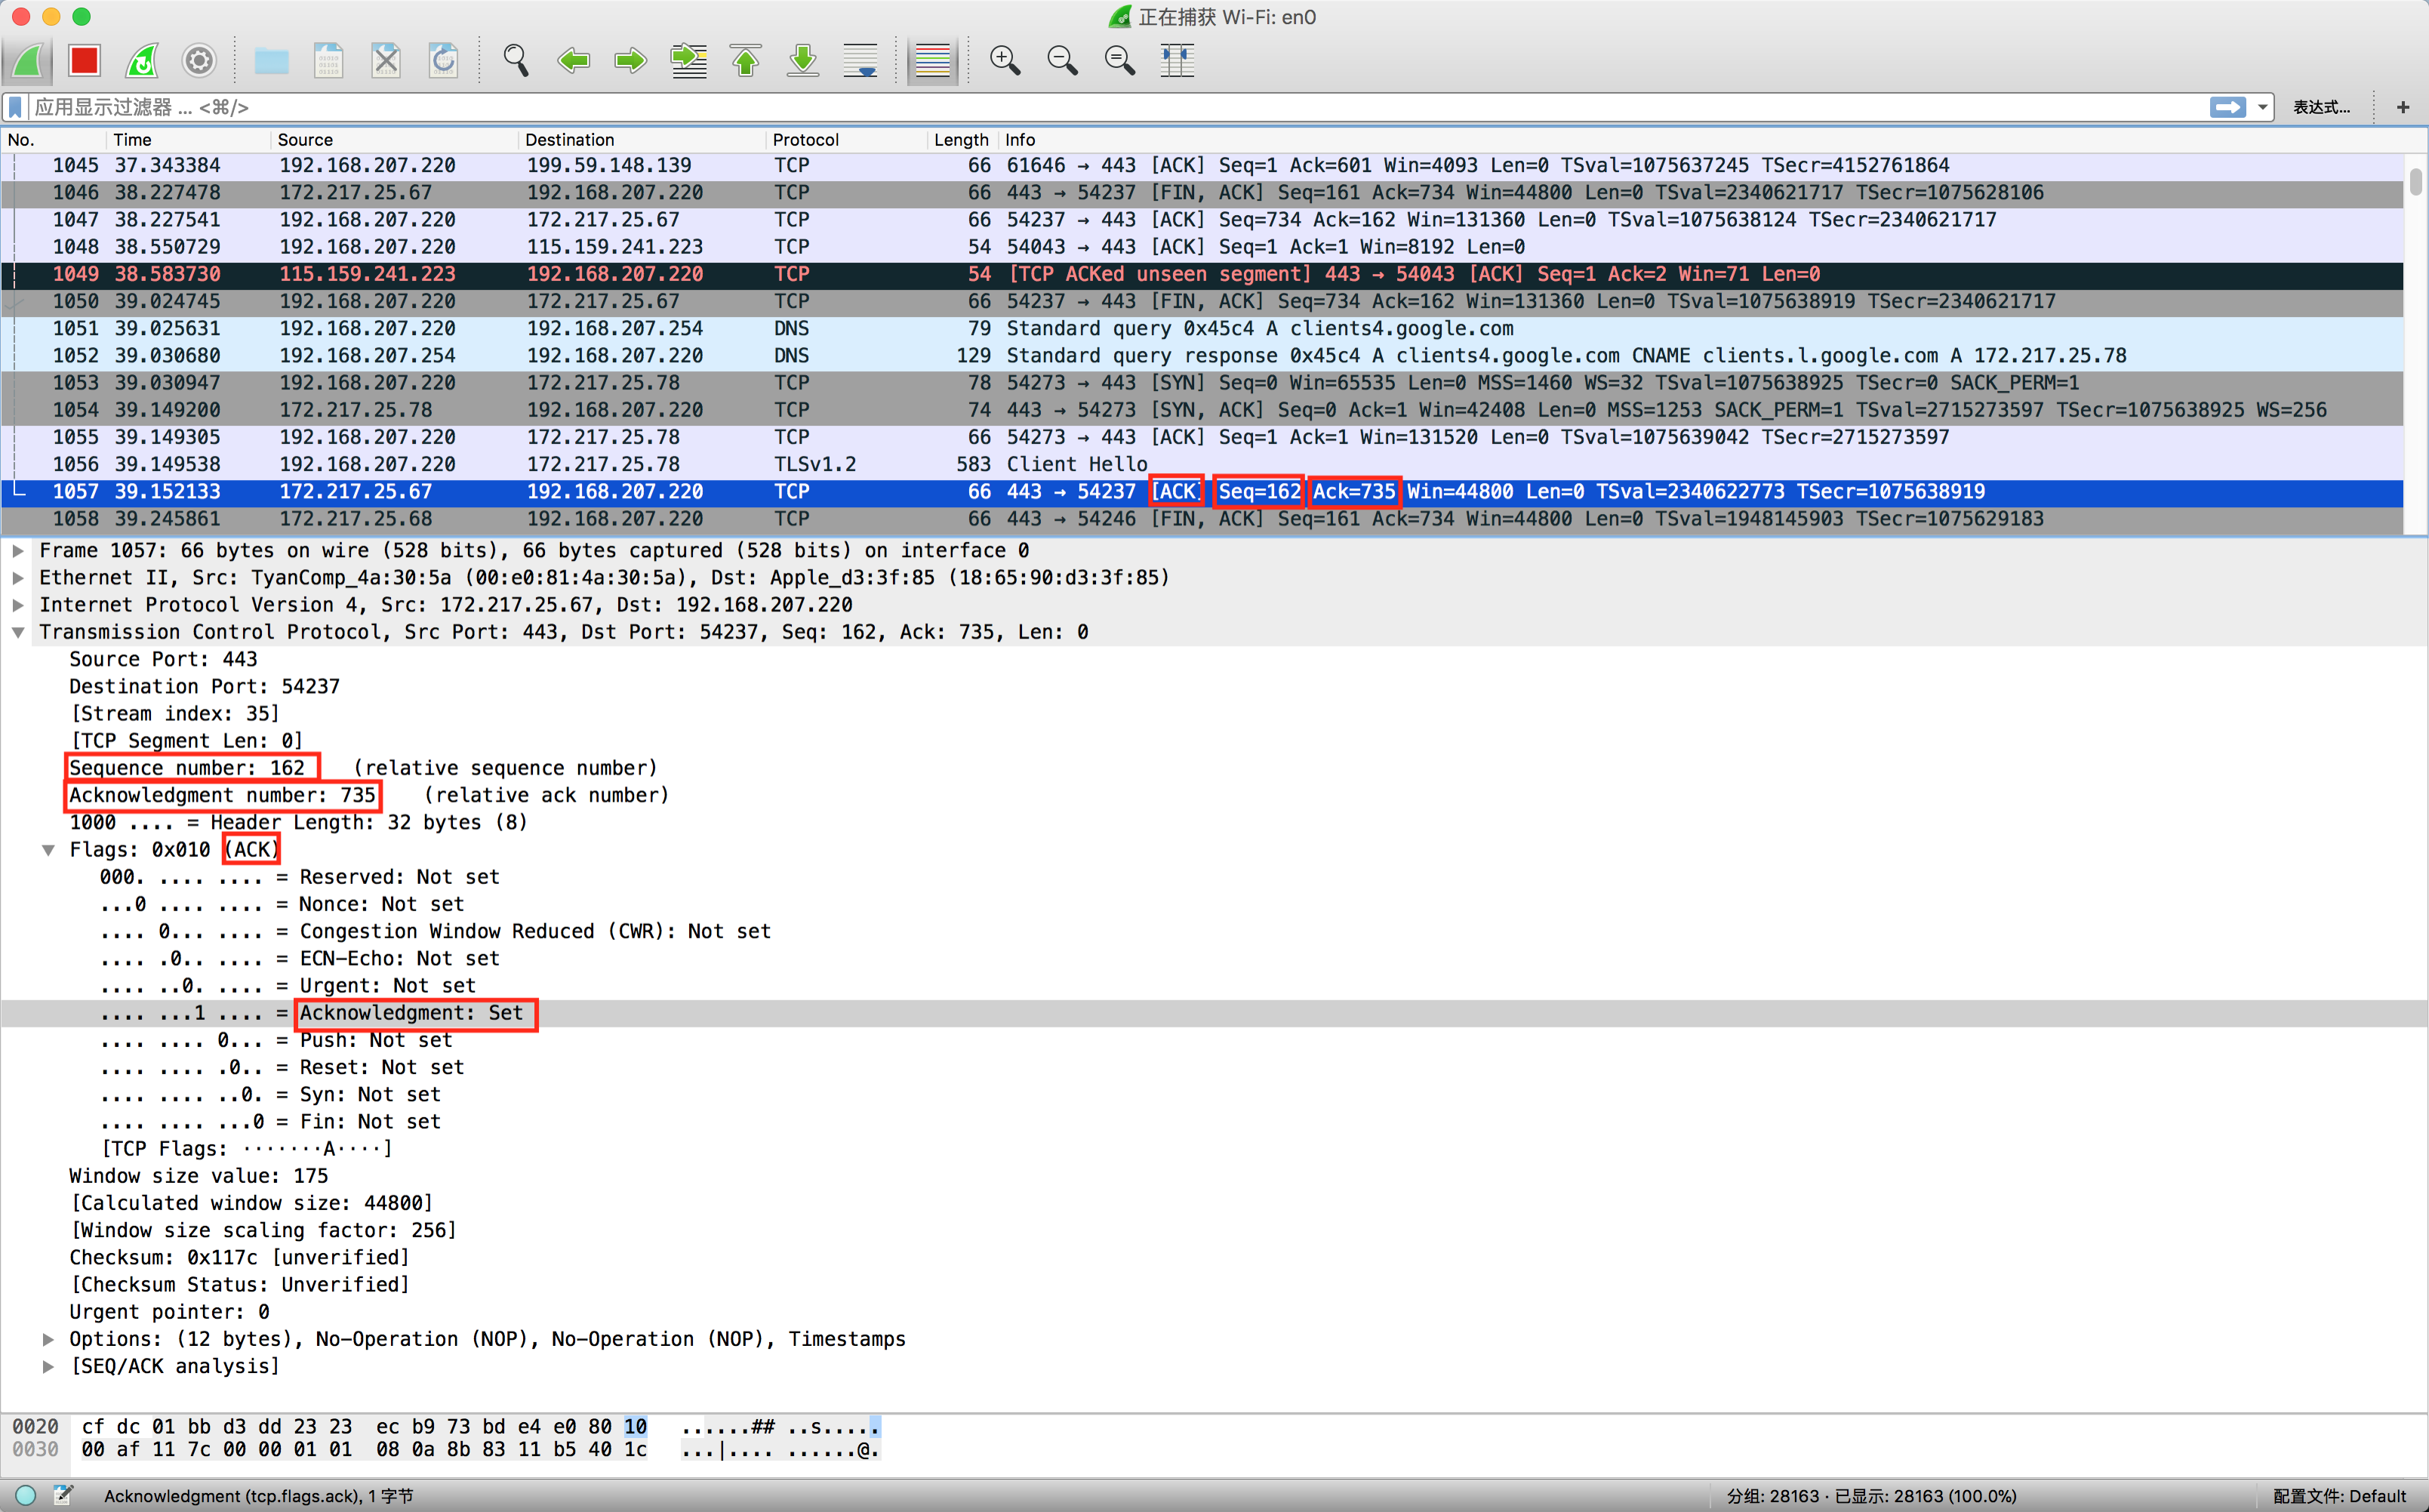 正在捕获 Wi-Fi: en0
应用显示过滤器 ... <⌘/>
表达式... +
No. Time Source Destination Protocol Length Info
1045 37.343384 192.168.207.220 199.59.148.139 TCP 66 61646 → 443 [ACK] Seq=1 Ack=601 Win=4093 Len=0 TSval=1075637245 TSecr=4152761864
1046 38.227478 172.217.25.67 192.168.207.220 TCP 66 443 → 54237 [FIN, ACK] Seq=161 Ack=734 Win=44800 Len=0 TSval=2340621717 TSecr=1075628106
1047 38.227541 192.168.207.220 172.217.25.67 TCP 66 54237 → 443 [ACK] Seq=734 Ack=162 Win=131360 Len=0 TSval=1075638124 TSecr=2340621717
1048 38.550729 192.168.207.220 115.159.241.223 TCP 54 54043 → 443 [ACK] Seq=1 Ack=1 Win=8192 Len=0
1049 38.583730 115.159.241.223 192.168.207.220 TCP 54 [TCP ACKed unseen segment] 443 → 54043 [ACK] Seq=1 Ack=2 Win=71 Len=0
1050 39.024745 192.168.207.220 172.217.25.67 TCP 66 54237 → 443 [FIN, ACK] Seq=734 Ack=162 Win=131360 Len=0 TSval=1075638919 TSecr=2340621717
1051 39.025631 192.168.207.220 192.168.207.254 DNS 79 Standard query 0x45c4 A clients4.google.com
1052 39.030680 192.168.207.254 192.168.207.220 DNS 129 Standard query response 0x45c4 A clients4.google.com CNAME clients.l.google.com A 172.217.25.78
1053 39.030947 192.168.207.220 172.217.25.78 TCP 78 54273 → 443 [SYN] Seq=0 Win=65535 Len=0 MSS=1460 WS=32 TSval=1075638925 TSecr=0 SACK_PERM=1
1054 39.149200 172.217.25.78 192.168.207.220 TCP 74 443 → 54273 [SYN, ACK] Seq=0 Ack=1 Win=42408 Len=0 MSS=1253 SACK_PERM=1 TSval=2715273597 TSecr=1075638925 WS=256
1055 39.149305 192.168.207.220 172.217.25.78 TCP 66 54273 → 443 [ACK] Seq=1 Ack=1 Win=131520 Len=0 TSval=1075639042 TSecr=2715273597
1056 39.149538 192.168.207.220 172.217.25.78 TLSv1.2 583 Client Hello
1057 39.152133 172.217.25.67 192.168.207.220 TCP 66 443 → 54237 [ACK] Seq=162 Ack=735 Win=44800 Len=0 TSval=2340622773 TSecr=1075638919
1058 39.245861 172.217.25.68 192.168.207.220 TCP 66 443 → 54246 [FIN, ACK] Seq=161 Ack=734 Win=44800 Len=0 TSval=1948145903 TSecr=1075629183
Frame 1057: 66 bytes on wire (528 bits), 66 bytes captured (528 bits) on interface 0
Ethernet II, Src: TyanComp_4a:30:5a (00:e0:81:4a:30:5a), Dst: Apple_d3:3f:85 (18:65:90:d3:3f:85)
Internet Protocol Version 4, Src: 172.217.25.67, Dst: 192.168.207.220
Transmission Control Protocol, Src Port: 443, Dst Port: 54237, Seq: 162, Ack: 735, Len: 0
Source Port: 443
Destination Port: 54237
[Stream index: 35]
[TCP Segment Len: 0]
Sequence number: 162 (relative sequence number)
Acknowledgment number: 735 (relative ack number)
1000 .... = Header Length: 32 bytes (8)
Flags: 0x010 (ACK)
000. .... .... = Reserved: Not set
...0 .... .... = Nonce: Not set
.... 0... .... = Congestion Window Reduced (CWR): Not set
.... .0.. .... = ECN-Echo: Not set
.... ..0. .... = Urgent: Not set
.... ...1 .... = Acknowledgment: Set
.... .... 0... = Push: Not set
.... .... .0.. = Reset: Not set
.... .... ..0. = Syn: Not set
.... .... ...0 = Fin: Not set
[TCP Flags: ·······A····]
Window size value: 175
[Calculated window size: 44800]
[Window size scaling factor: 256]
Checksum: 0x117c [unverified]
[Checksum Status: Unverified]
Urgent pointer: 0
Options: (12 bytes), No-Operation (NOP), No-Operation (NOP), Timestamps
[SEQ/ACK analysis]
0020 cf dc 01 bb d3 dd 23 23 ec b9 73 bd e4 e0 80 10 ......## ..s.....
0030 00 af 11 7c 00 00 01 01 08 0a 8b 83 11 b5 40 1c ...|.... ......@.
Acknowledgment (tcp.flags.ack), 1 字节
分组: 28163 · 已显示: 28163 (100.0%)
配置文件: Default